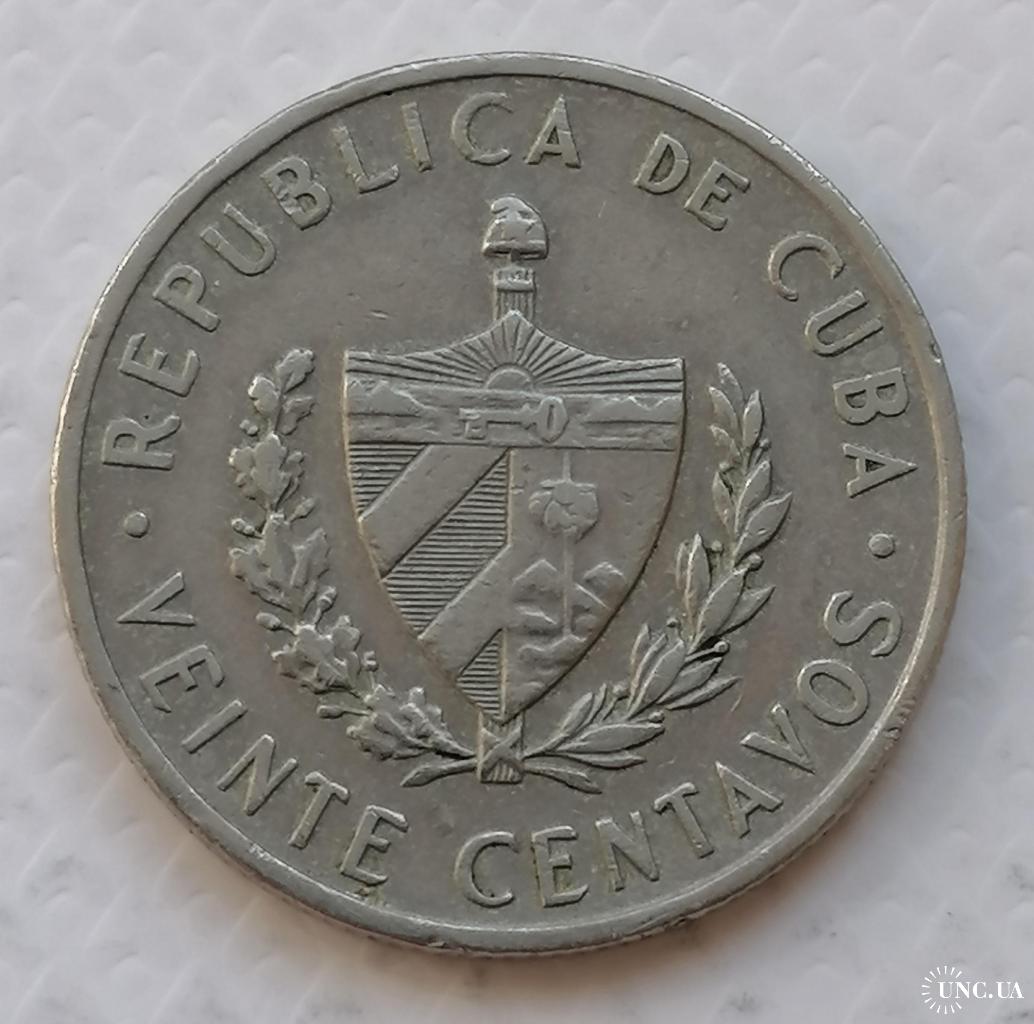 REPUBLICA DE CUBA
· VEINTE CENTAVOS ·
UNC.UA